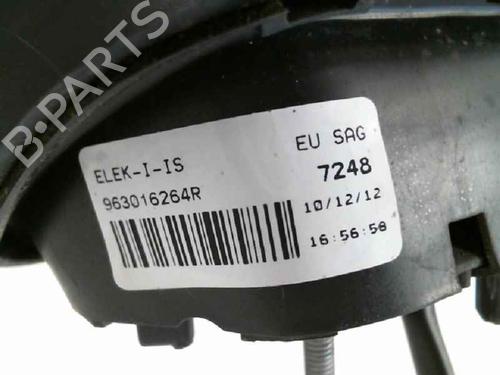 B-PARTS
ELEK-I-IS
963016264R
EU SAG
7248
10/12/12
16:56:58